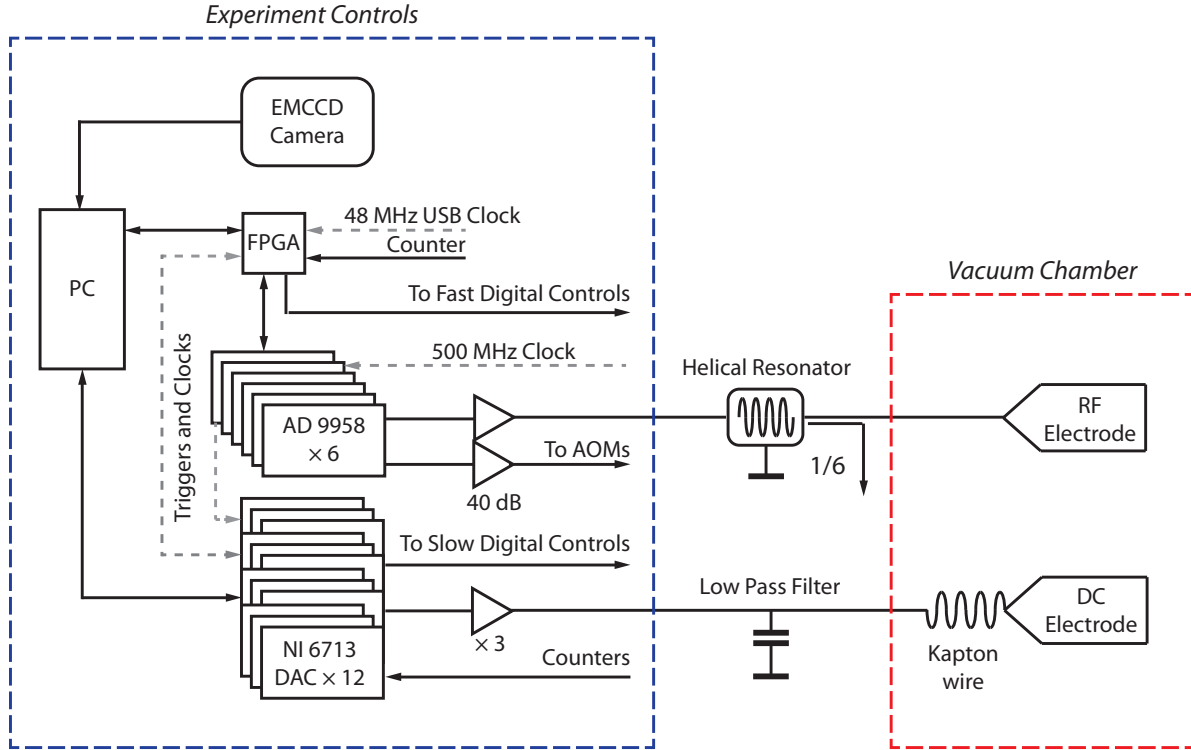 Experiment Controls
EMCCD
Camera
48 MHz USB Clock
FPGA
Counter
PC
To Fast Digital Controls
Vacuum Chamber
500 MHz Clock
Helical Resonator
Triggers and Clocks
AD 9958
× 6
RF
Electrode
To AOMs
1/6
40 dB
To Slow Digital Controls
Low Pass Filter
DC
Electrode
× 3
NI 6713
DAC × 12
Counters
Kapton
wire